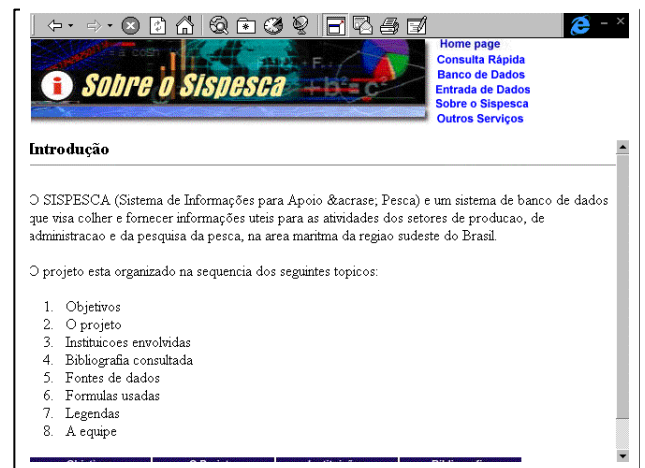 Home page
Consulta Rápida
Banco de Dados
Entrada de Dados
Sobre o Sispesca
Outros Serviços
Sobre o Sispesca
Introdução
O SISPESCA (Sistema de Informações para Apoio &acrase; Pesca) e um sistema de banco de dados
que visa colher e fornecer informações uteis para as atividades dos setores de producao, de
administracao e da pesquisa da pesca, na area maritma da regiao sudeste do Brasil.
O projeto esta organizado na sequencia dos seguintes topicos:
1. Objetivos
2. O projeto
3. Instituicoes envolvidas
4. Bibliografia consultada
5. Fontes de dados
6. Formulas usadas
7. Legendas
8. A equipe